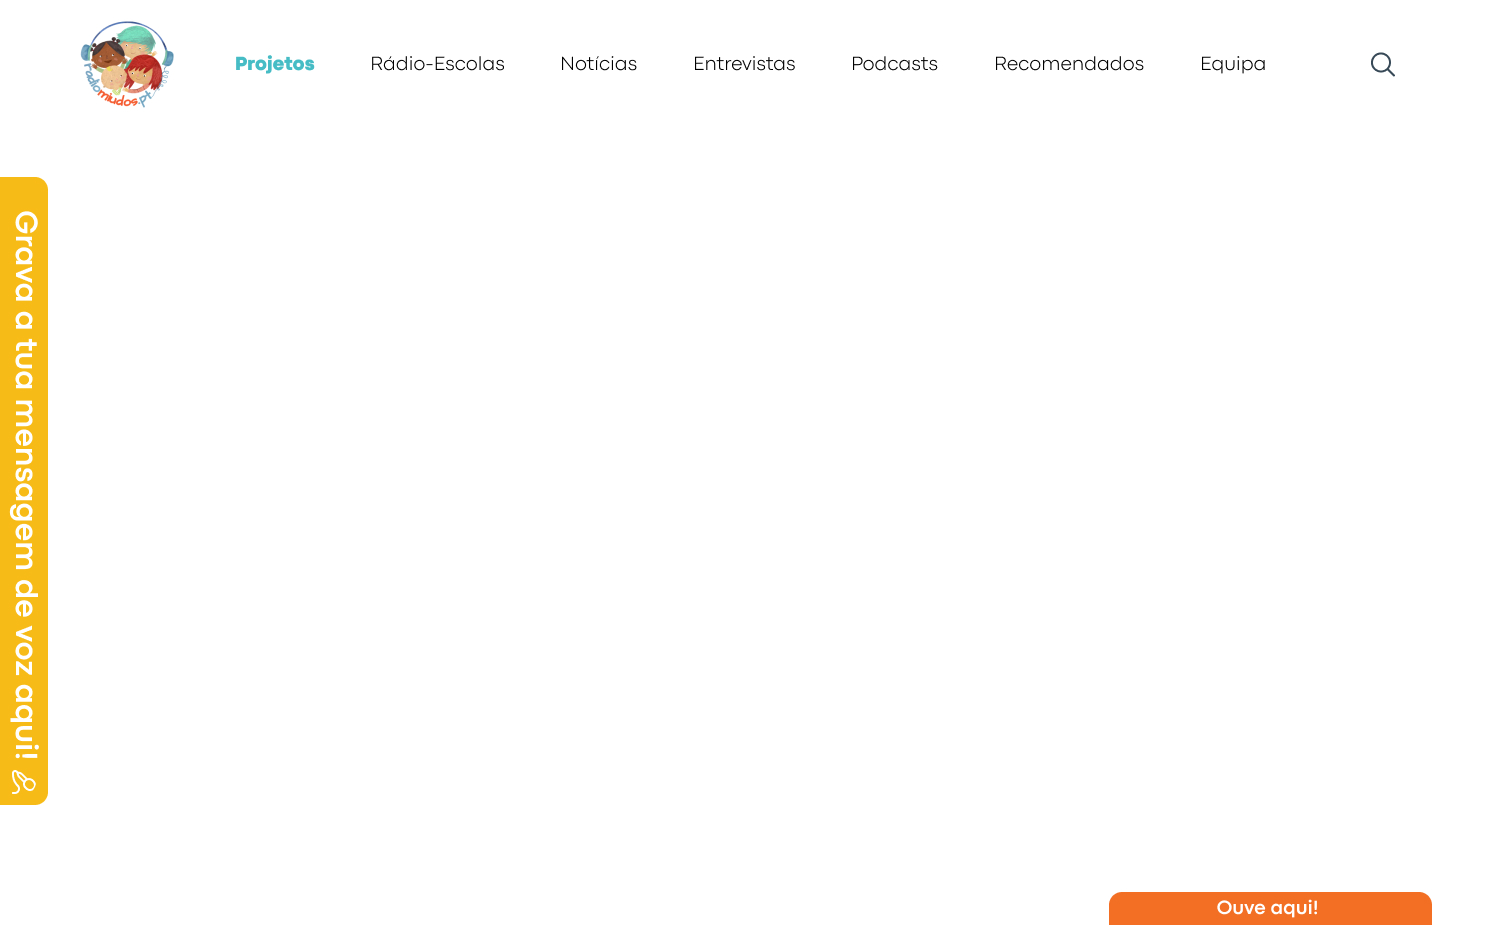 radiomiudos.pt
Projetos
Rádio-Escolas
Notícias
Entrevistas
Podcasts
Recomendados
Equipa
Grava a tua mensagem de voz aqui!
Ouve aqui!